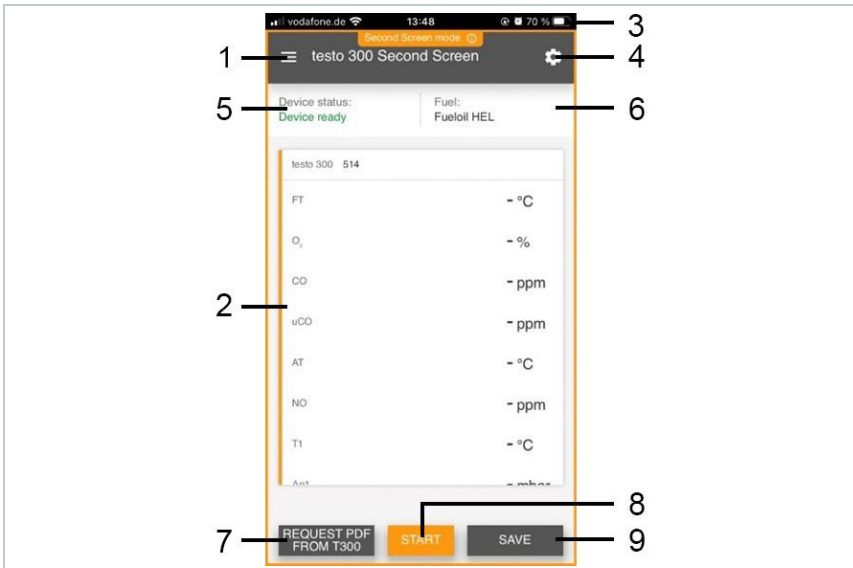 vodafone.de 13:48 70 %
3
Second Screen mode
1
testo 300 Second Screen
4
Device status: Fuel:
5
Device ready Fueloil HEL
6
testo 300 514
FT - °C
O₂ - %
CO - ppm
2
uCO - ppm
AT - °C
NO - ppm
T1 - °C
8
REQUEST PDF
FROM T300
START
SAVE
7
9